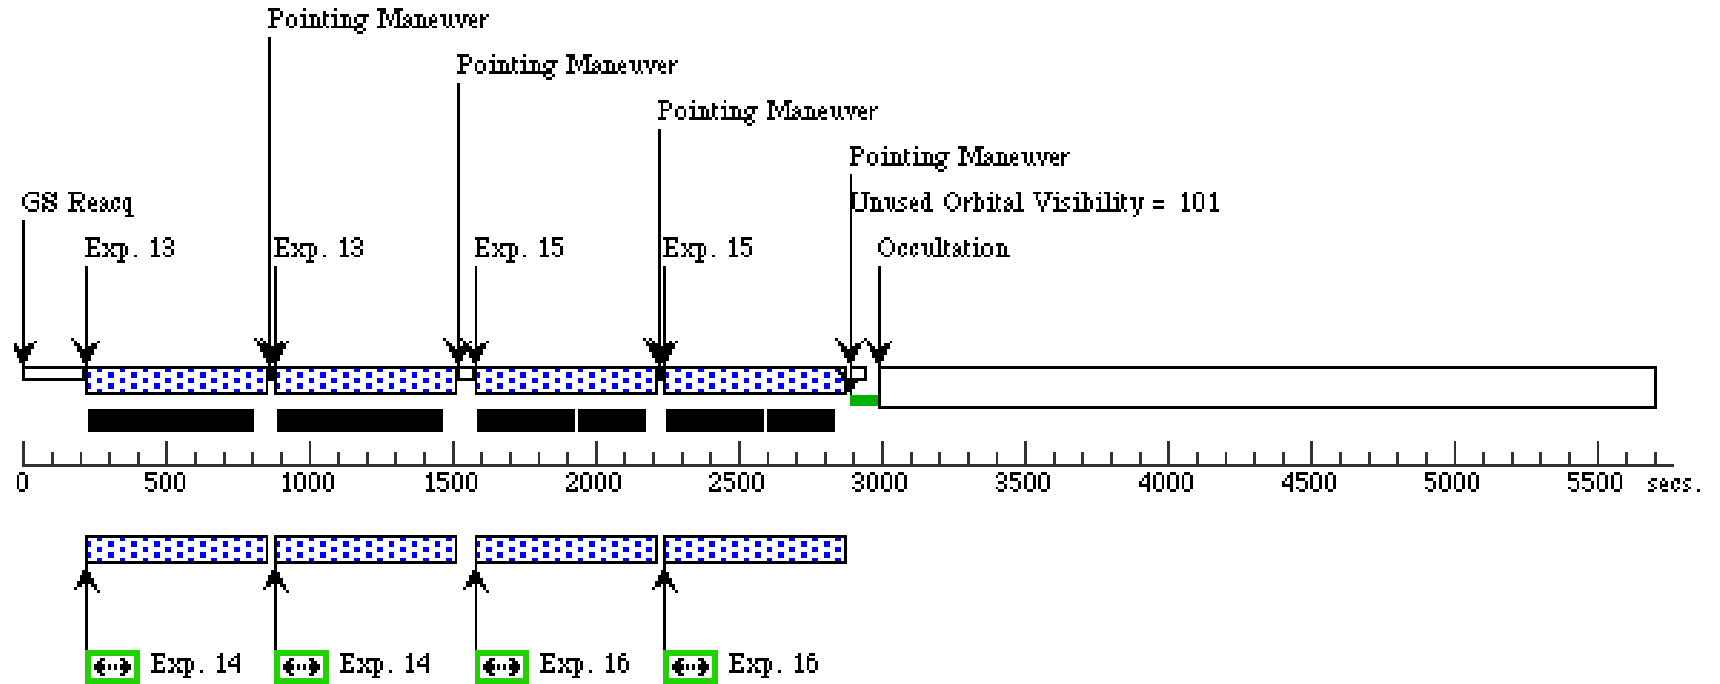 Pointing Maneuver
Pointing Maneuver
Pointing Maneuver
Pointing Maneuver
GS Reacq
Unused Orbital Visibility = 101
Exp. 13
Exp. 13
Exp. 15
Exp. 15
Occultation
0 500 1000 1500 2000 2500 3000 3500 4000 4500 5000 5500 secs.
Exp. 14
Exp. 14
Exp. 16
Exp. 16